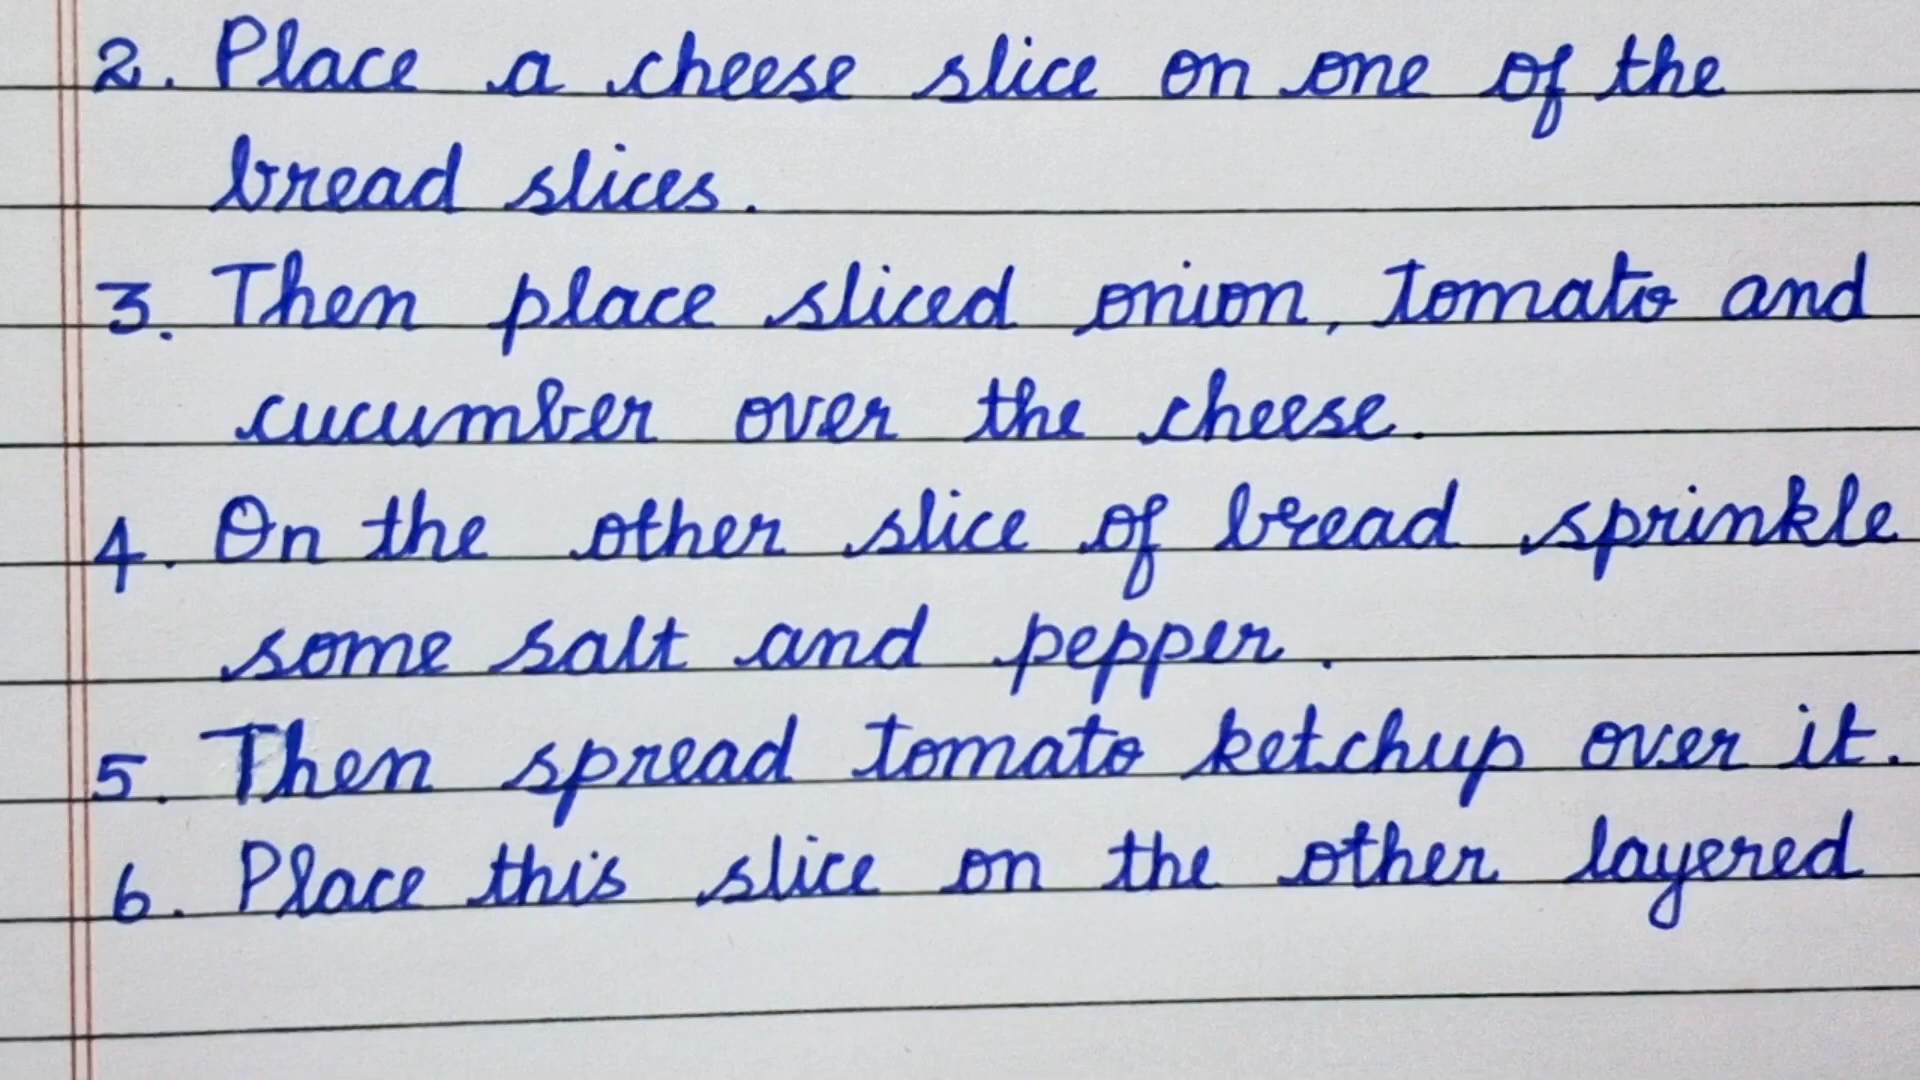 2. Place a cheese slice on one of the
bread slices.
3. Then place sliced onion, tomato and
cucumber over the cheese.
4. On the other slice of bread sprinkle
some salt and pepper.
5. Then spread tomato ketchup over it.
6. Place this slice on the other layered